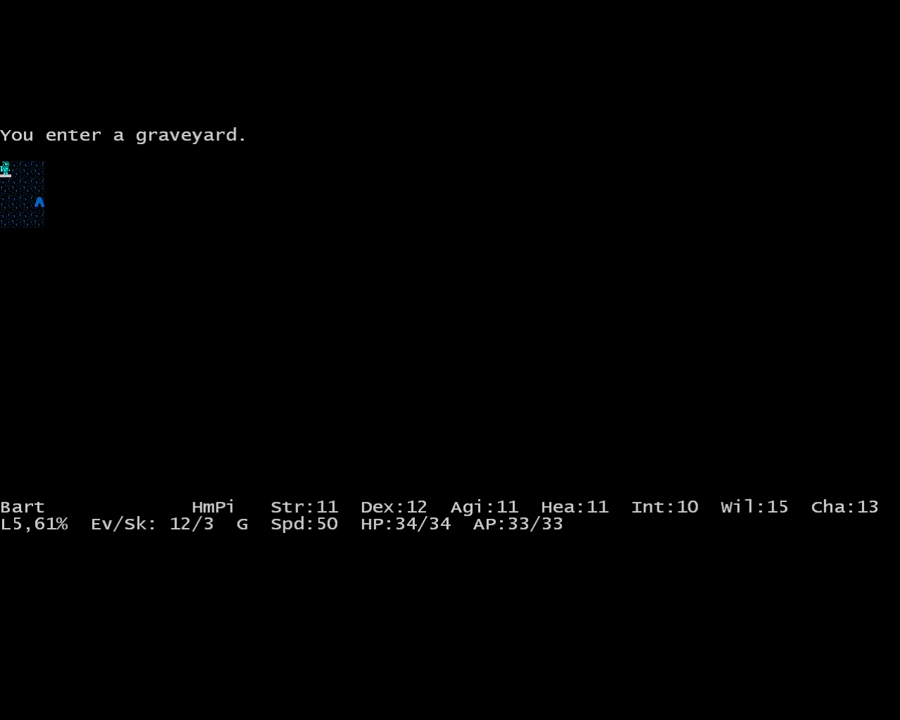 You enter a graveyard.
^
Bart HmPi Str:11 Dex:12 Agi:11 Hea:11 Int:10 Wil:15 Cha:13
L5,61% Ev/Sk: 12/3 G Spd:50 HP:34/34 AP:33/33